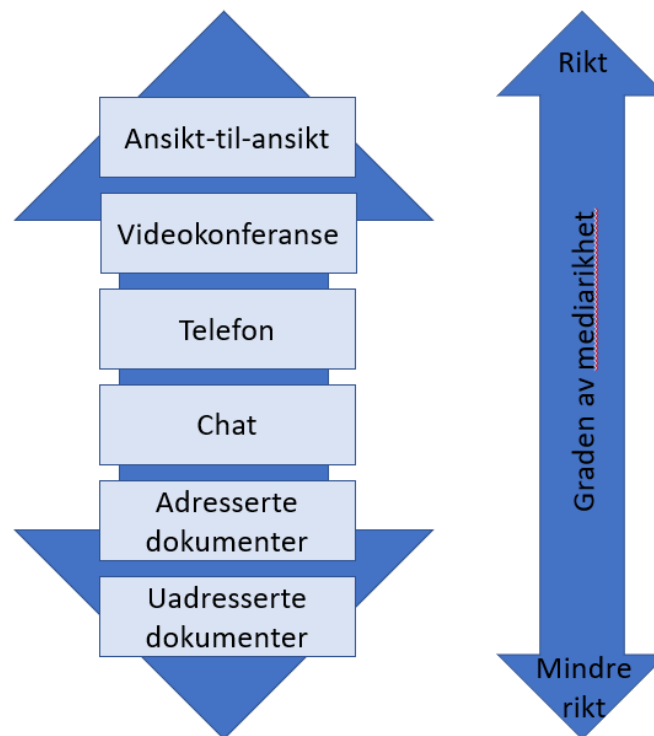 Ansikt-til-ansikt
Videokonferanse
Telefon
Chat
Adresserte
dokumenter
Uadresserte
dokumenter
Rikt
Graden av mediarikhet
Mindre
rikt